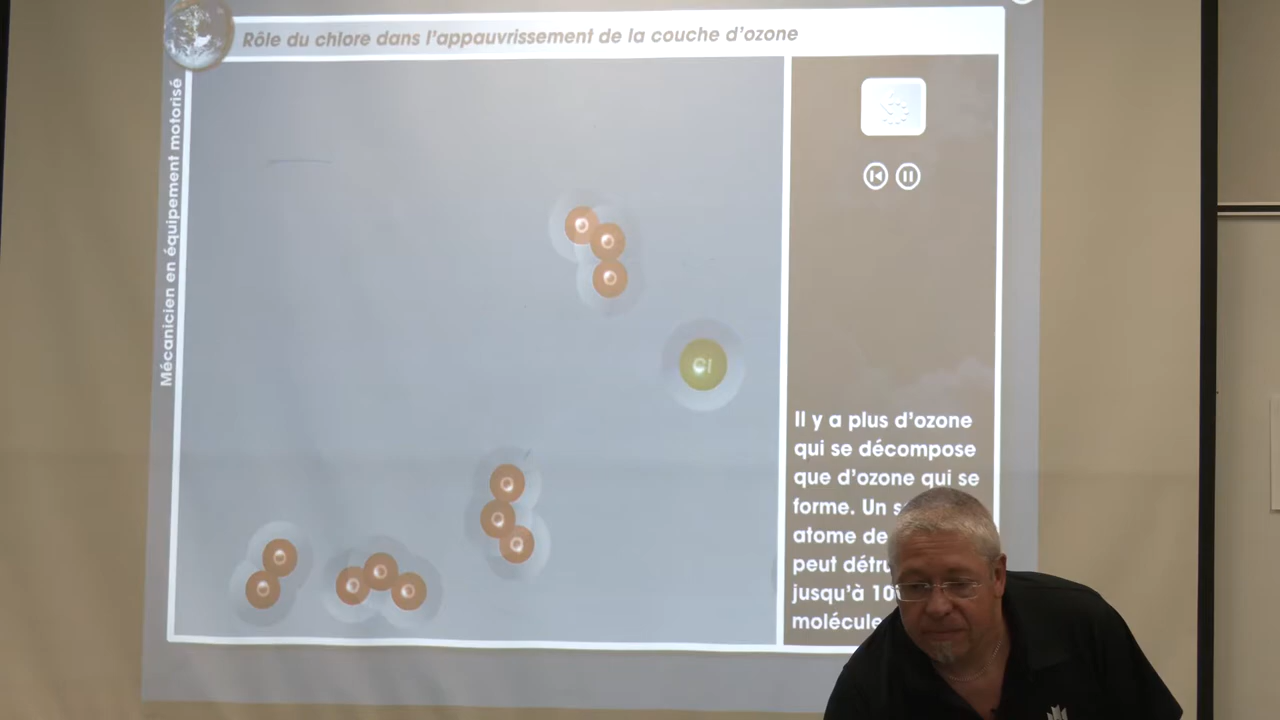 Rôle du chlore dans l'appauvrissement de la couche d'ozone
Mécanicien en équipement motorisé
Cl
Il y a plus d'ozone
qui se décompose
que d'ozone qui se
forme. Un
atome de
peut
jusqu'à